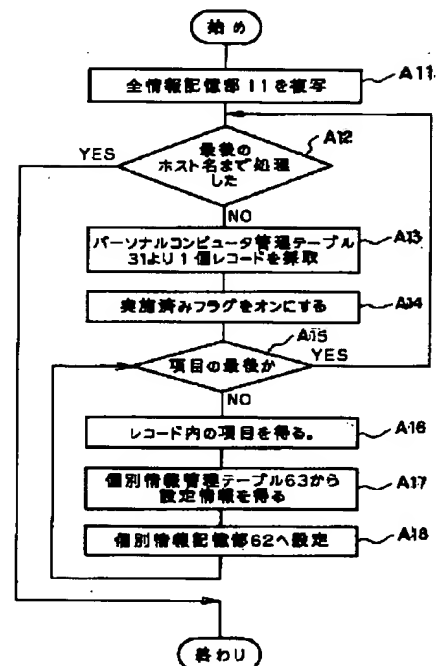 始め
全情報記憶部11を複写
A11
最後の
ホスト名まで処理
した
A12
YES
NO
パーソナルコンピュータ管理テーブル
31より1個レコードを採取
A13
実施済みフラグをオンにする
A14
項目の最後か
A15
YES
NO
レコード内の項目を得る。
A16
個別情報管理テーブル63から
設定情報を得る
A17
個別情報記憶部62へ設定
A18
終わり